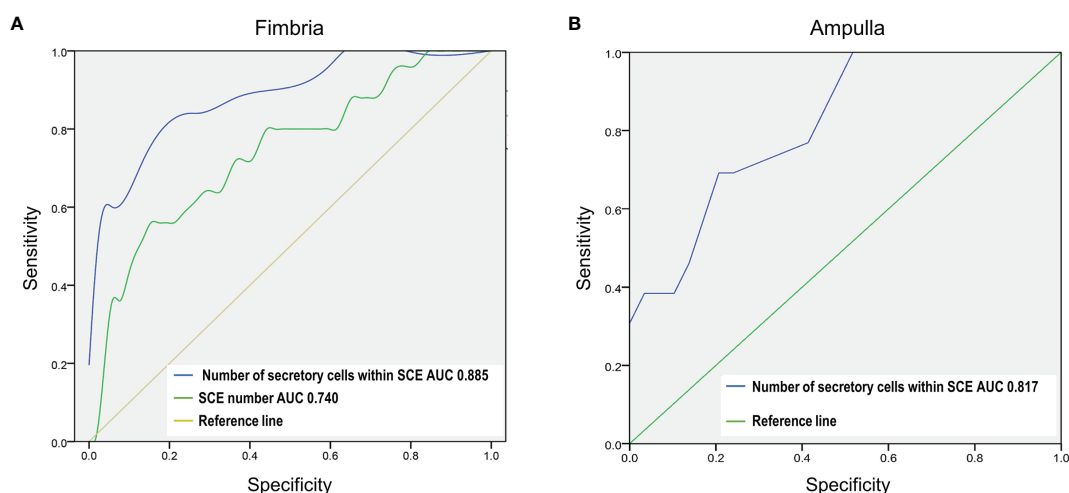 A
Fimbria
1.0
0.8
0.6
0.4
0.2
0.0
Sensitivity
0.0 0.2 0.4 0.6 0.8 1.0
Specificity
Number of secretory cells within SCE AUC 0.885
SCE number AUC 0.740
Reference line
B
Ampulla
1.0
0.8
0.6
0.4
0.2
0.0
Sensitivity
0.0 0.2 0.4 0.6 0.8 1.0
Specificity
Number of secretory cells within SCE AUC 0.817
Reference line